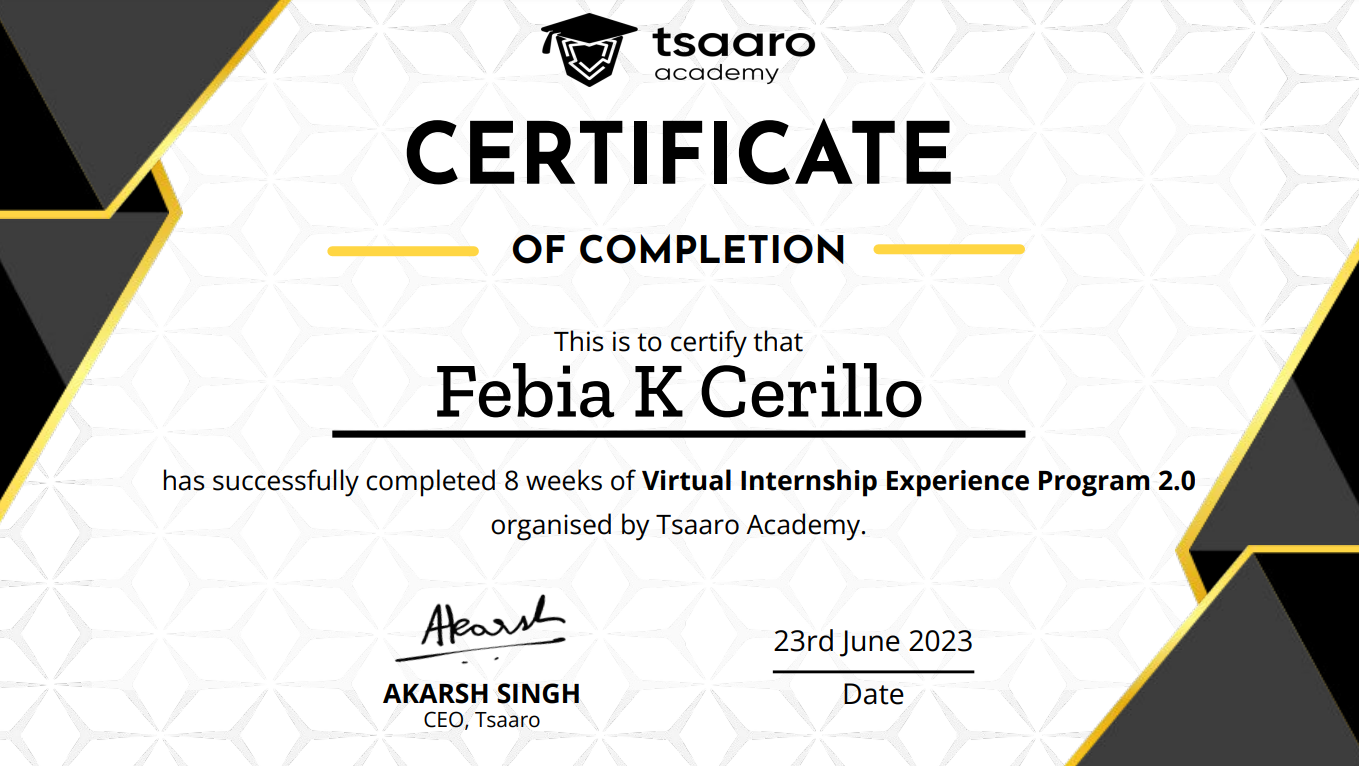 tsaaro
academy
CERTIFICATE
OF COMPLETION
This is to certify that
Febia K Cerillo
has successfully completed 8 weeks of Virtual Internship Experience Program 2.0
organised by Tsaaro Academy.
Akarsh
AKARSH SINGH
CEO, Tsaaro
23rd June 2023
Date